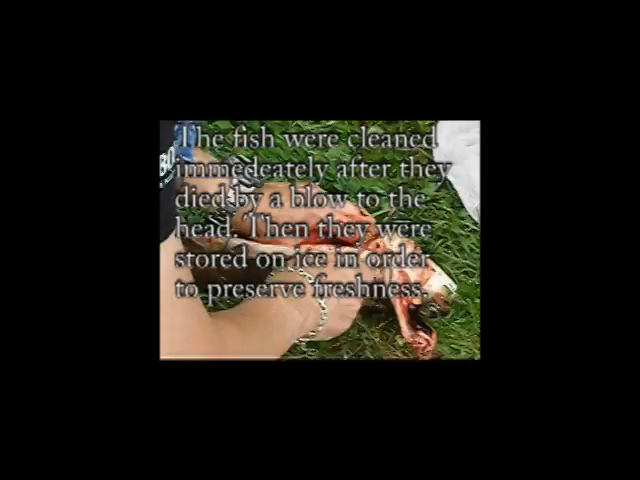 The fish were cleaned
immedeately after they
died by a blow to the
head. Then they were
stored on ice in order
to preserve freshness.